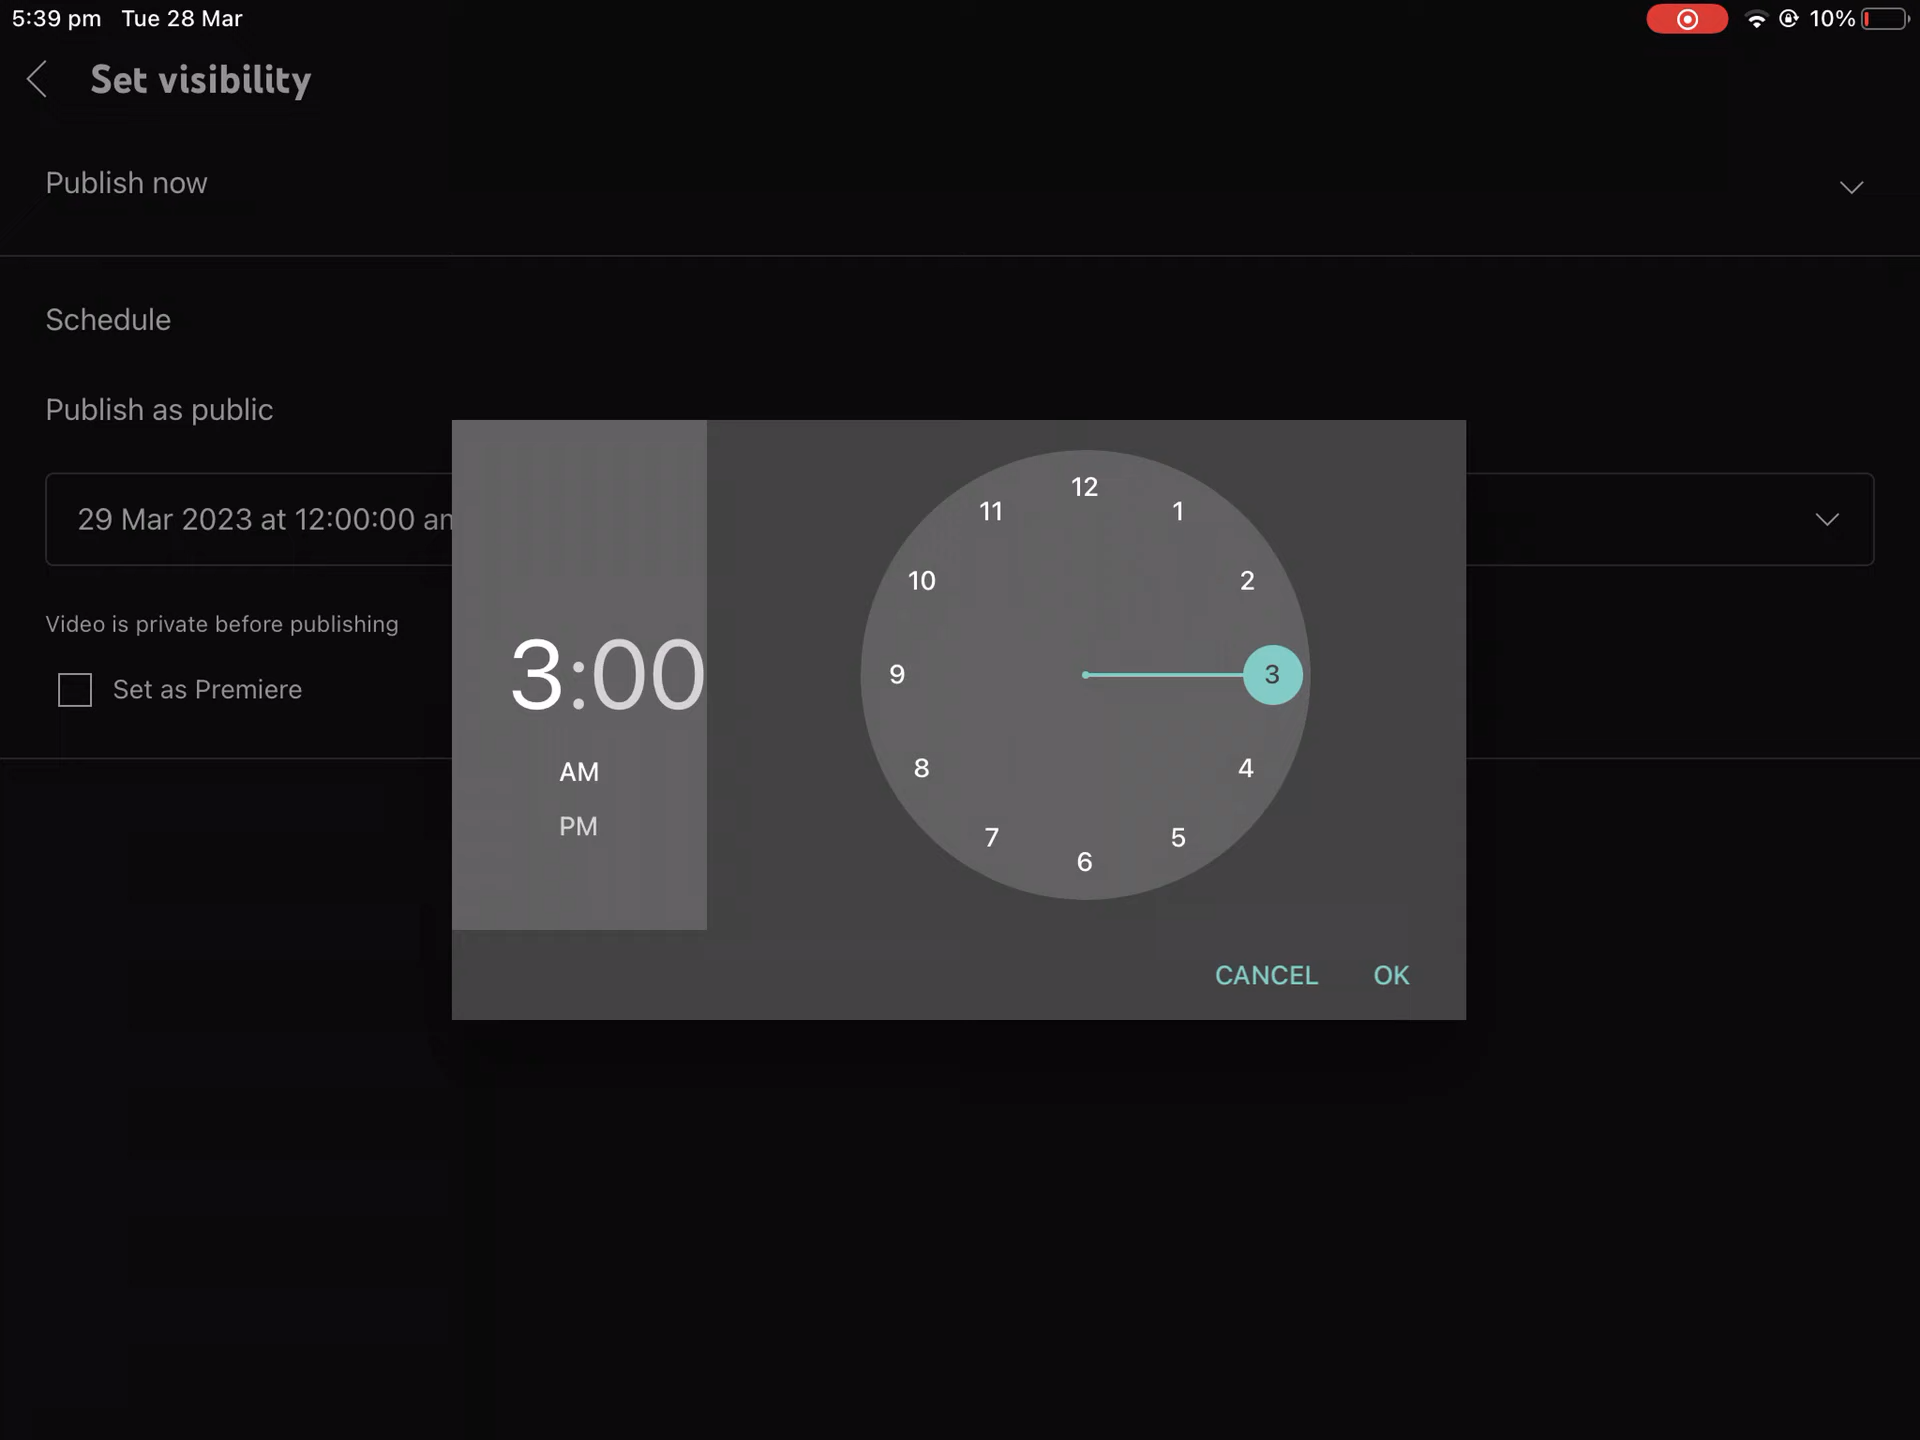 5:39 pm Tue 28 Mar 10%
Set visibility
Publish now
Schedule
Publish as public
29 Mar 2023 at 12:00:00 am
Video is private before publishing
Set as Premiere
3:00
AM
PM
12
11 1
10 2
9 3
8 4
7 5
6
CANCEL OK